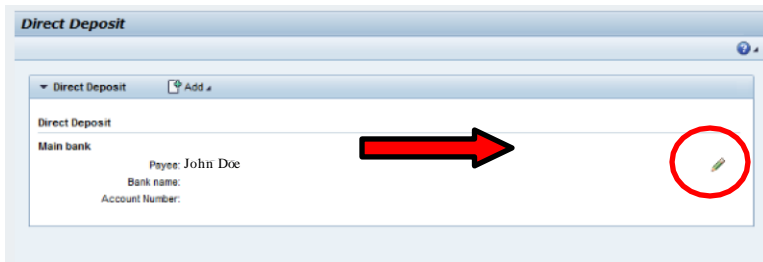 Direct Deposit
Direct Deposit Add
Direct Deposit
Main bank
Payee: John Doe
Bank name:
Account Number: